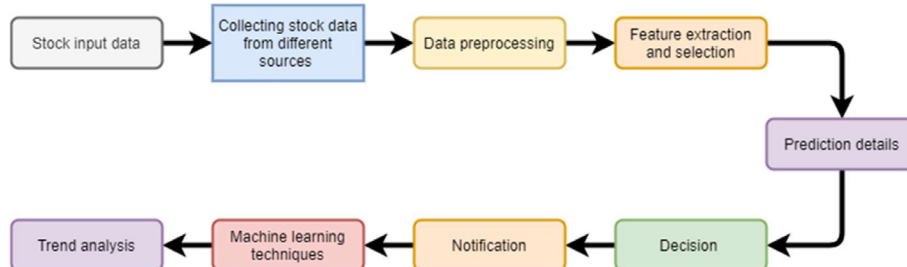 Stock input data
Collecting stock data
from different
sources
Data preprocessing
Feature extraction
and selection
Prediction details
Decision
Notification
Machine learning
techniques
Trend analysis